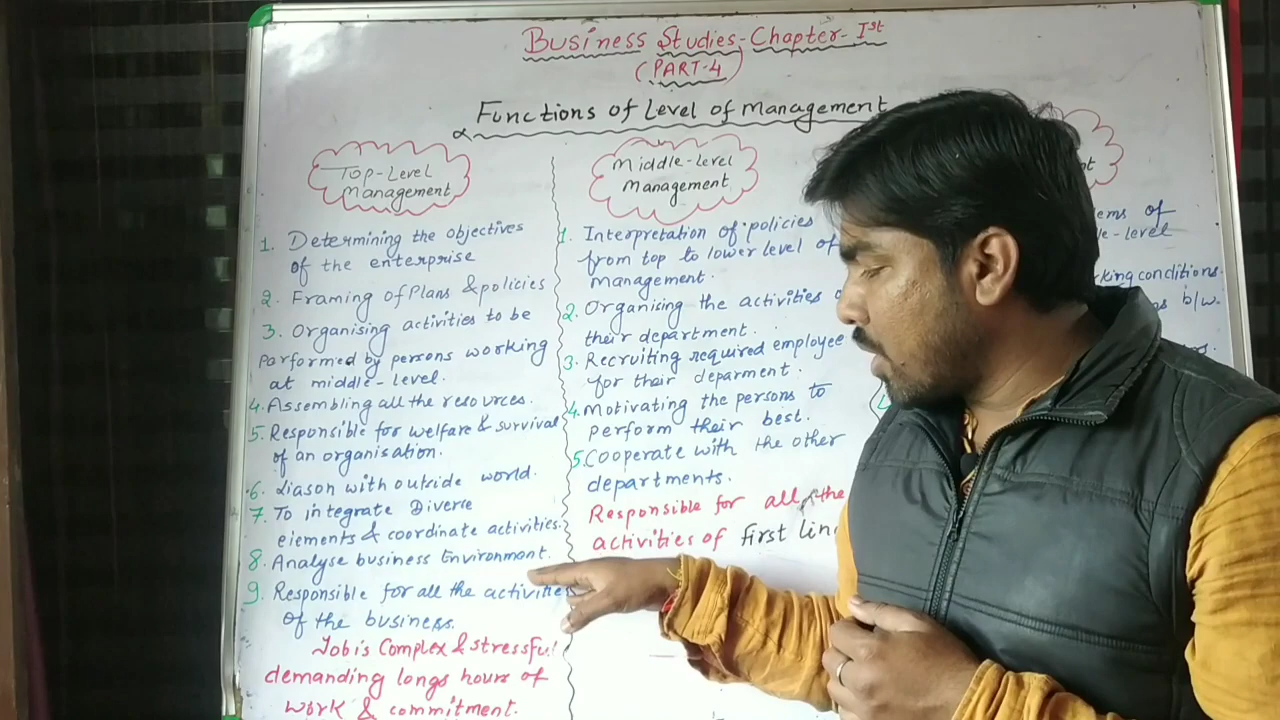 Business Studies-Chapter-Ist
(PART-4)
Functions of Level of Management
Top-Level
Management
1. Determining the objectives
of the enterprise
2. Framing of Plans & policies
3. Organising activities to be
Parformed by persons working
at middle-level.
4. Assembling all the resources.
5. Responsible for welfare & survival
of an organisation.
6. Liason with outside world.
7. To integrate Diverse
elements & coordinate activities.
8. Analyse business Environment.
9. Responsible for all the activities
of the business.
Job is Complex & stressful
demanding longs hours of
work & commitment.
Middle-level
Management
1. Interpretation of policies
from top to lower level of
management.
2. Organising the activities
their department.
3. Recruiting required employee
for their deparment.
4. Motivating the persons to
perform their best.
5. Cooperate with the other
departments.
Responsible for all the
activities of first line
of
level
conditions.
b/w.